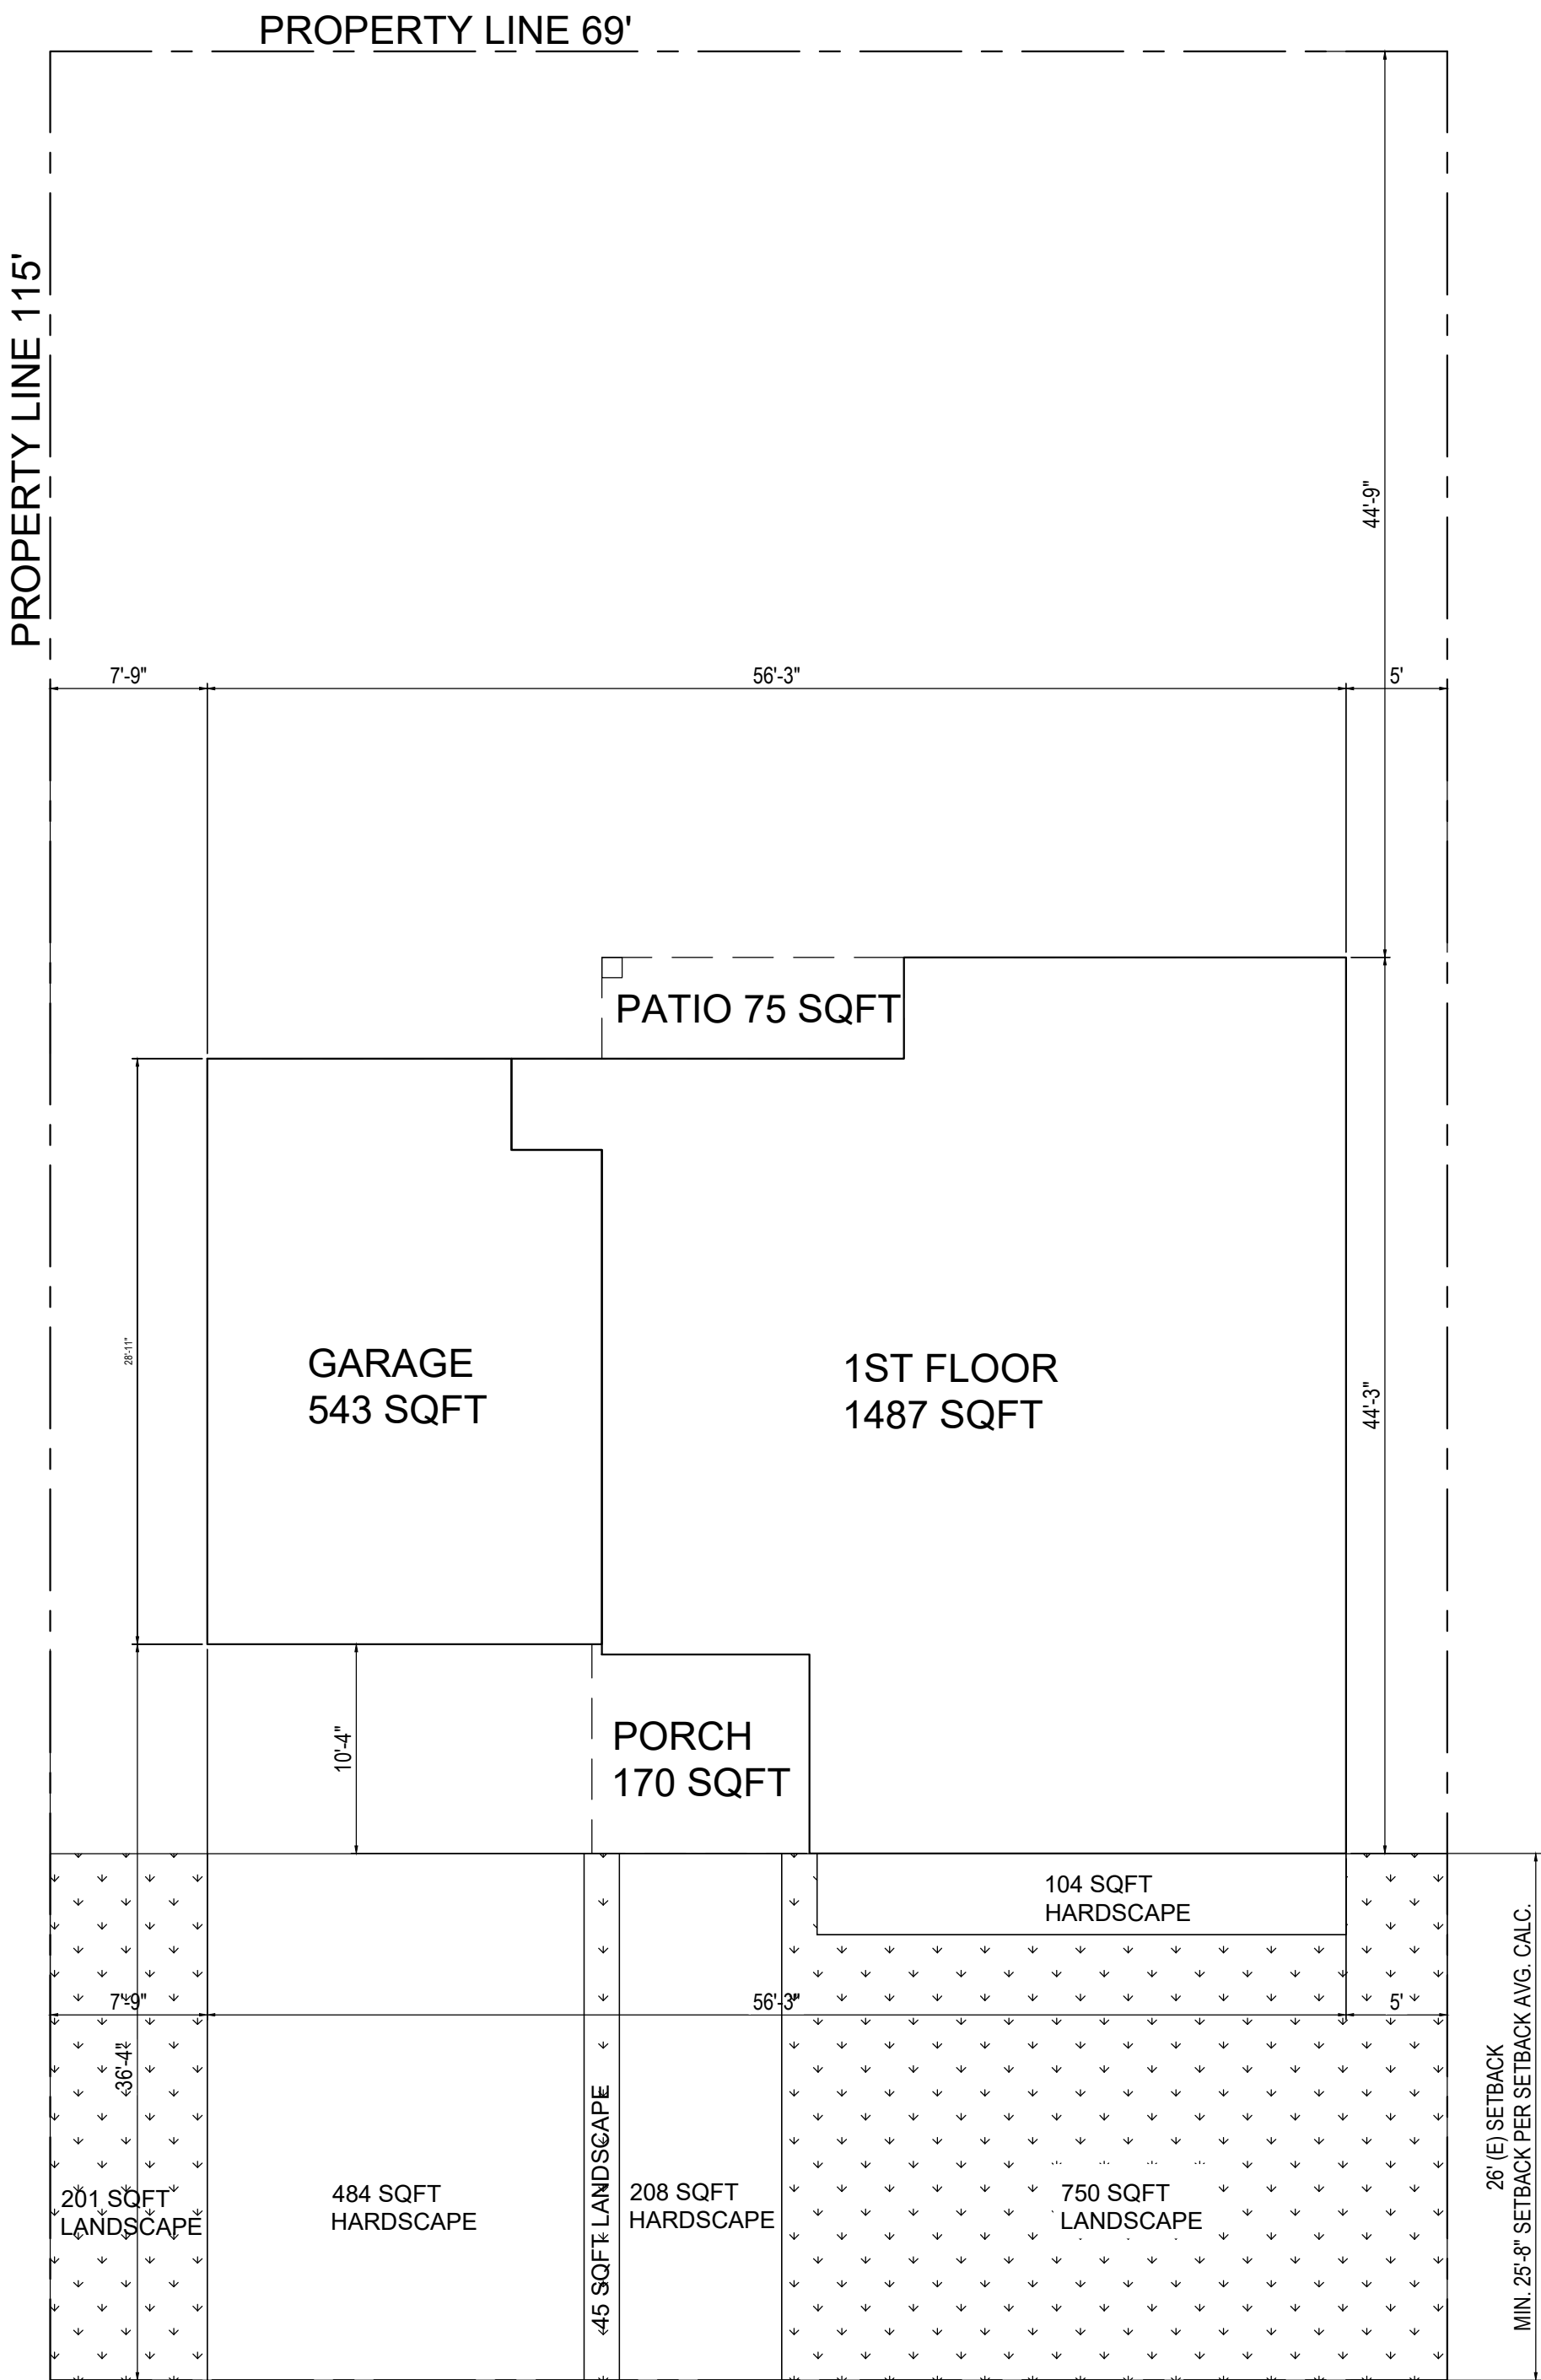 PROPERTY LINE 69'
PROPERTY LINE 115'
44'-9"
7'-9"
56'-3"
5'
PATIO 75 SQFT
28'-11"
GARAGE
543 SQFT
1ST FLOOR
1487 SQFT
44'-3"
10'-4"
PORCH
170 SQFT
104 SQFT
HARDSCAPE
7'-9"
56'-3"
5'
36'-4"
26' (E) SETBACK
MIN. 25'-8" SETBACK PER SETBACK AVG. CALC.
201 SQFT
LANDSCAPE
484 SQFT
HARDSCAPE
45 SQFT LANDSCAPE
208 SQFT
HARDSCAPE
750 SQFT
LANDSCAPE